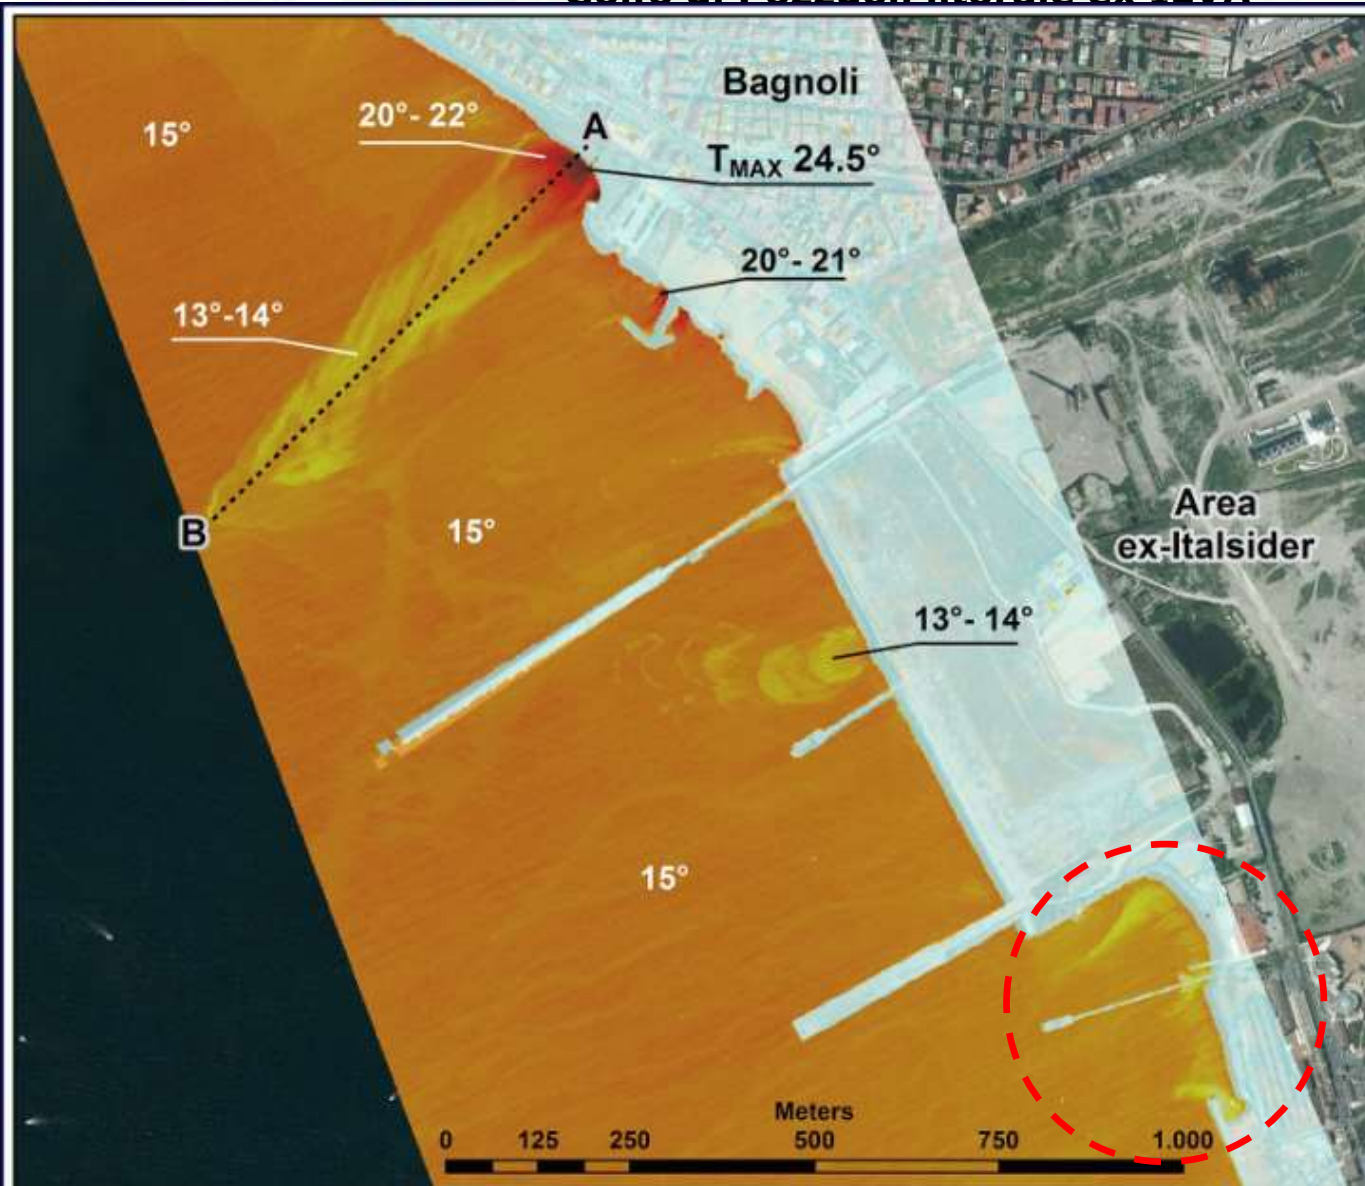 Bagnoli
20°- 22°
A
15°
TMAX 24.5°
20°- 21°
13°-14°
B
15°
Area
ex-Italsider
13°- 14°
15°
Meters
0 125 250 500 750 1.000